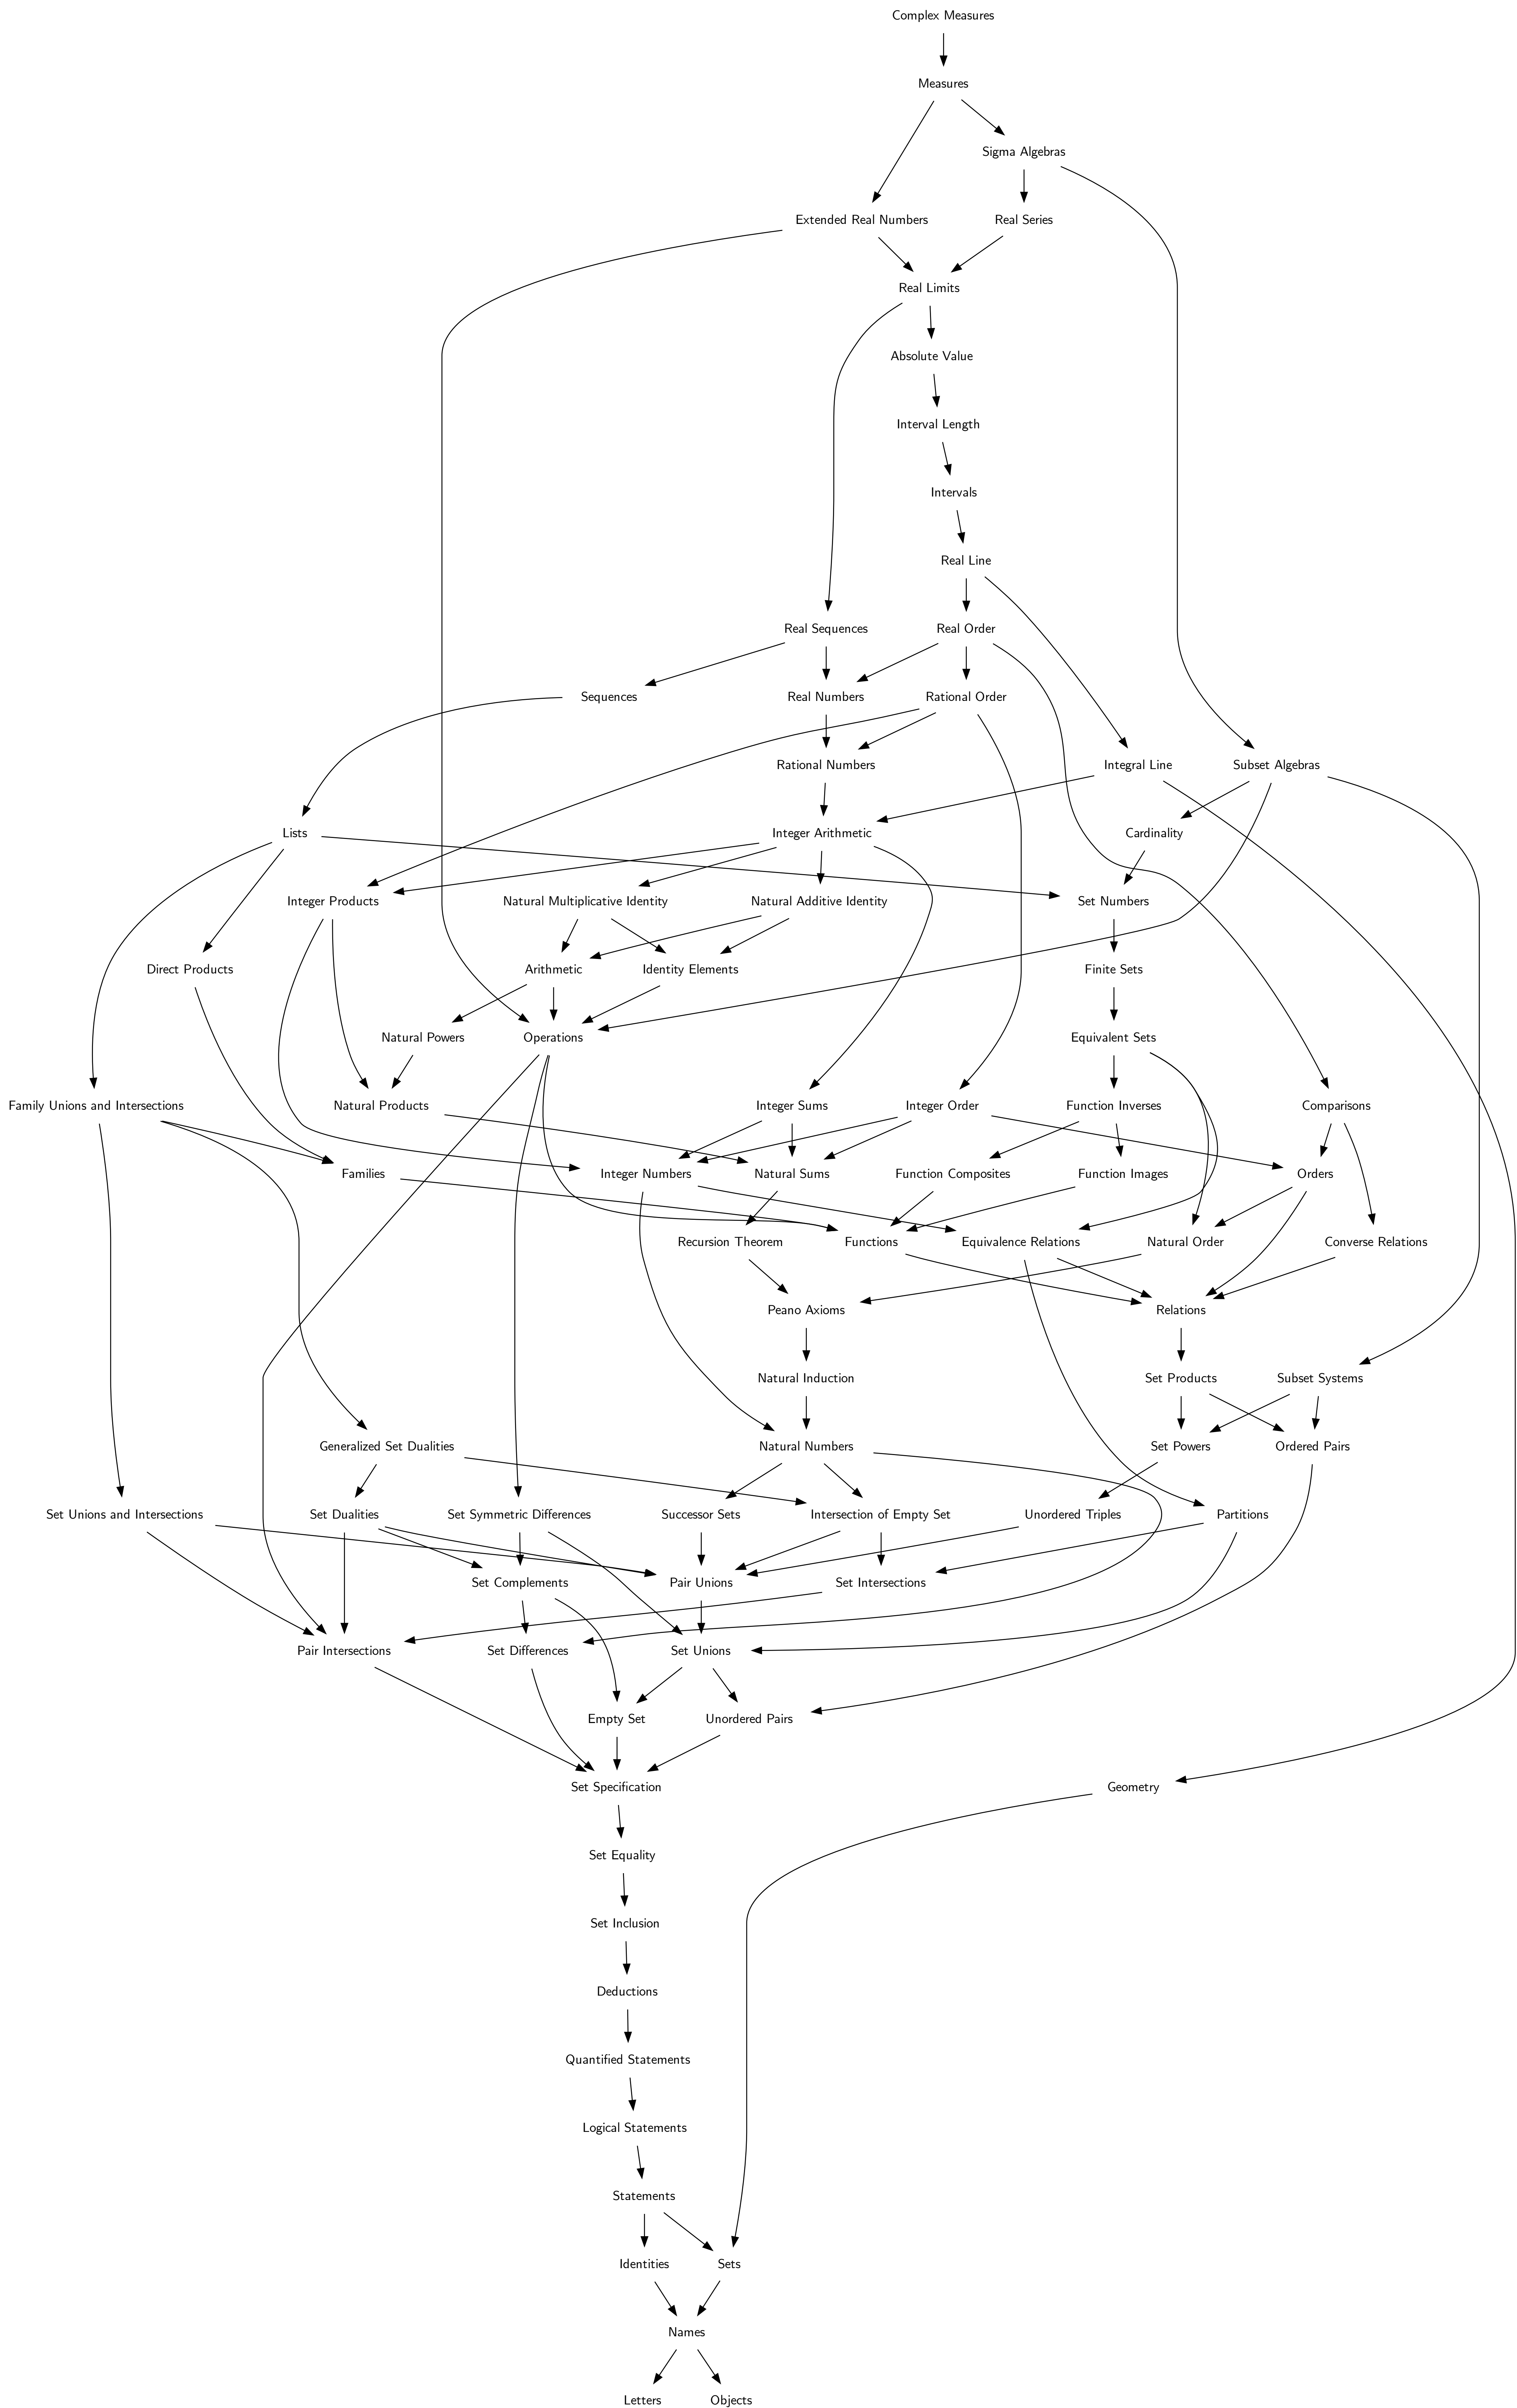 Complex Measures
Measures
Sigma Algebras
Extended Real Numbers
Real Series
Real Limits
Absolute Value
Interval Length
Intervals
Real Line
Real Sequences
Real Order
Sequences
Real Numbers
Rational Order
Rational Numbers
Integral Line
Subset Algebras
Lists
Integer Arithmetic
Cardinality
Integer Products
Natural Multiplicative Identity
Natural Additive Identity
Set Numbers
Direct Products
Arithmetic
Identity Elements
Finite Sets
Natural Powers
Operations
Equivalent Sets
Family Unions and Intersections
Natural Products
Integer Sums
Integer Order
Function Inverses
Comparisons
Families
Integer Numbers
Natural Sums
Function Composites
Function Images
Orders
Recursion Theorem
Functions
Equivalence Relations
Natural Order
Converse Relations
Peano Axioms
Relations
Natural Induction
Set Products
Subset Systems
Generalized Set Dualities
Natural Numbers
Set Powers
Ordered Pairs
Set Unions and Intersections
Set Dualities
Set Symmetric Differences
Successor Sets
Intersection of Empty Set
Unordered Triples
Partitions
Set Complements
Pair Unions
Set Intersections
Pair Intersections
Set Differences
Set Unions
Empty Set
Unordered Pairs
Set Specification
Geometry
Set Equality
Set Inclusion
Deductions
Quantified Statements
Logical Statements
Statements
Identities
Sets
Names
Letters
Objects